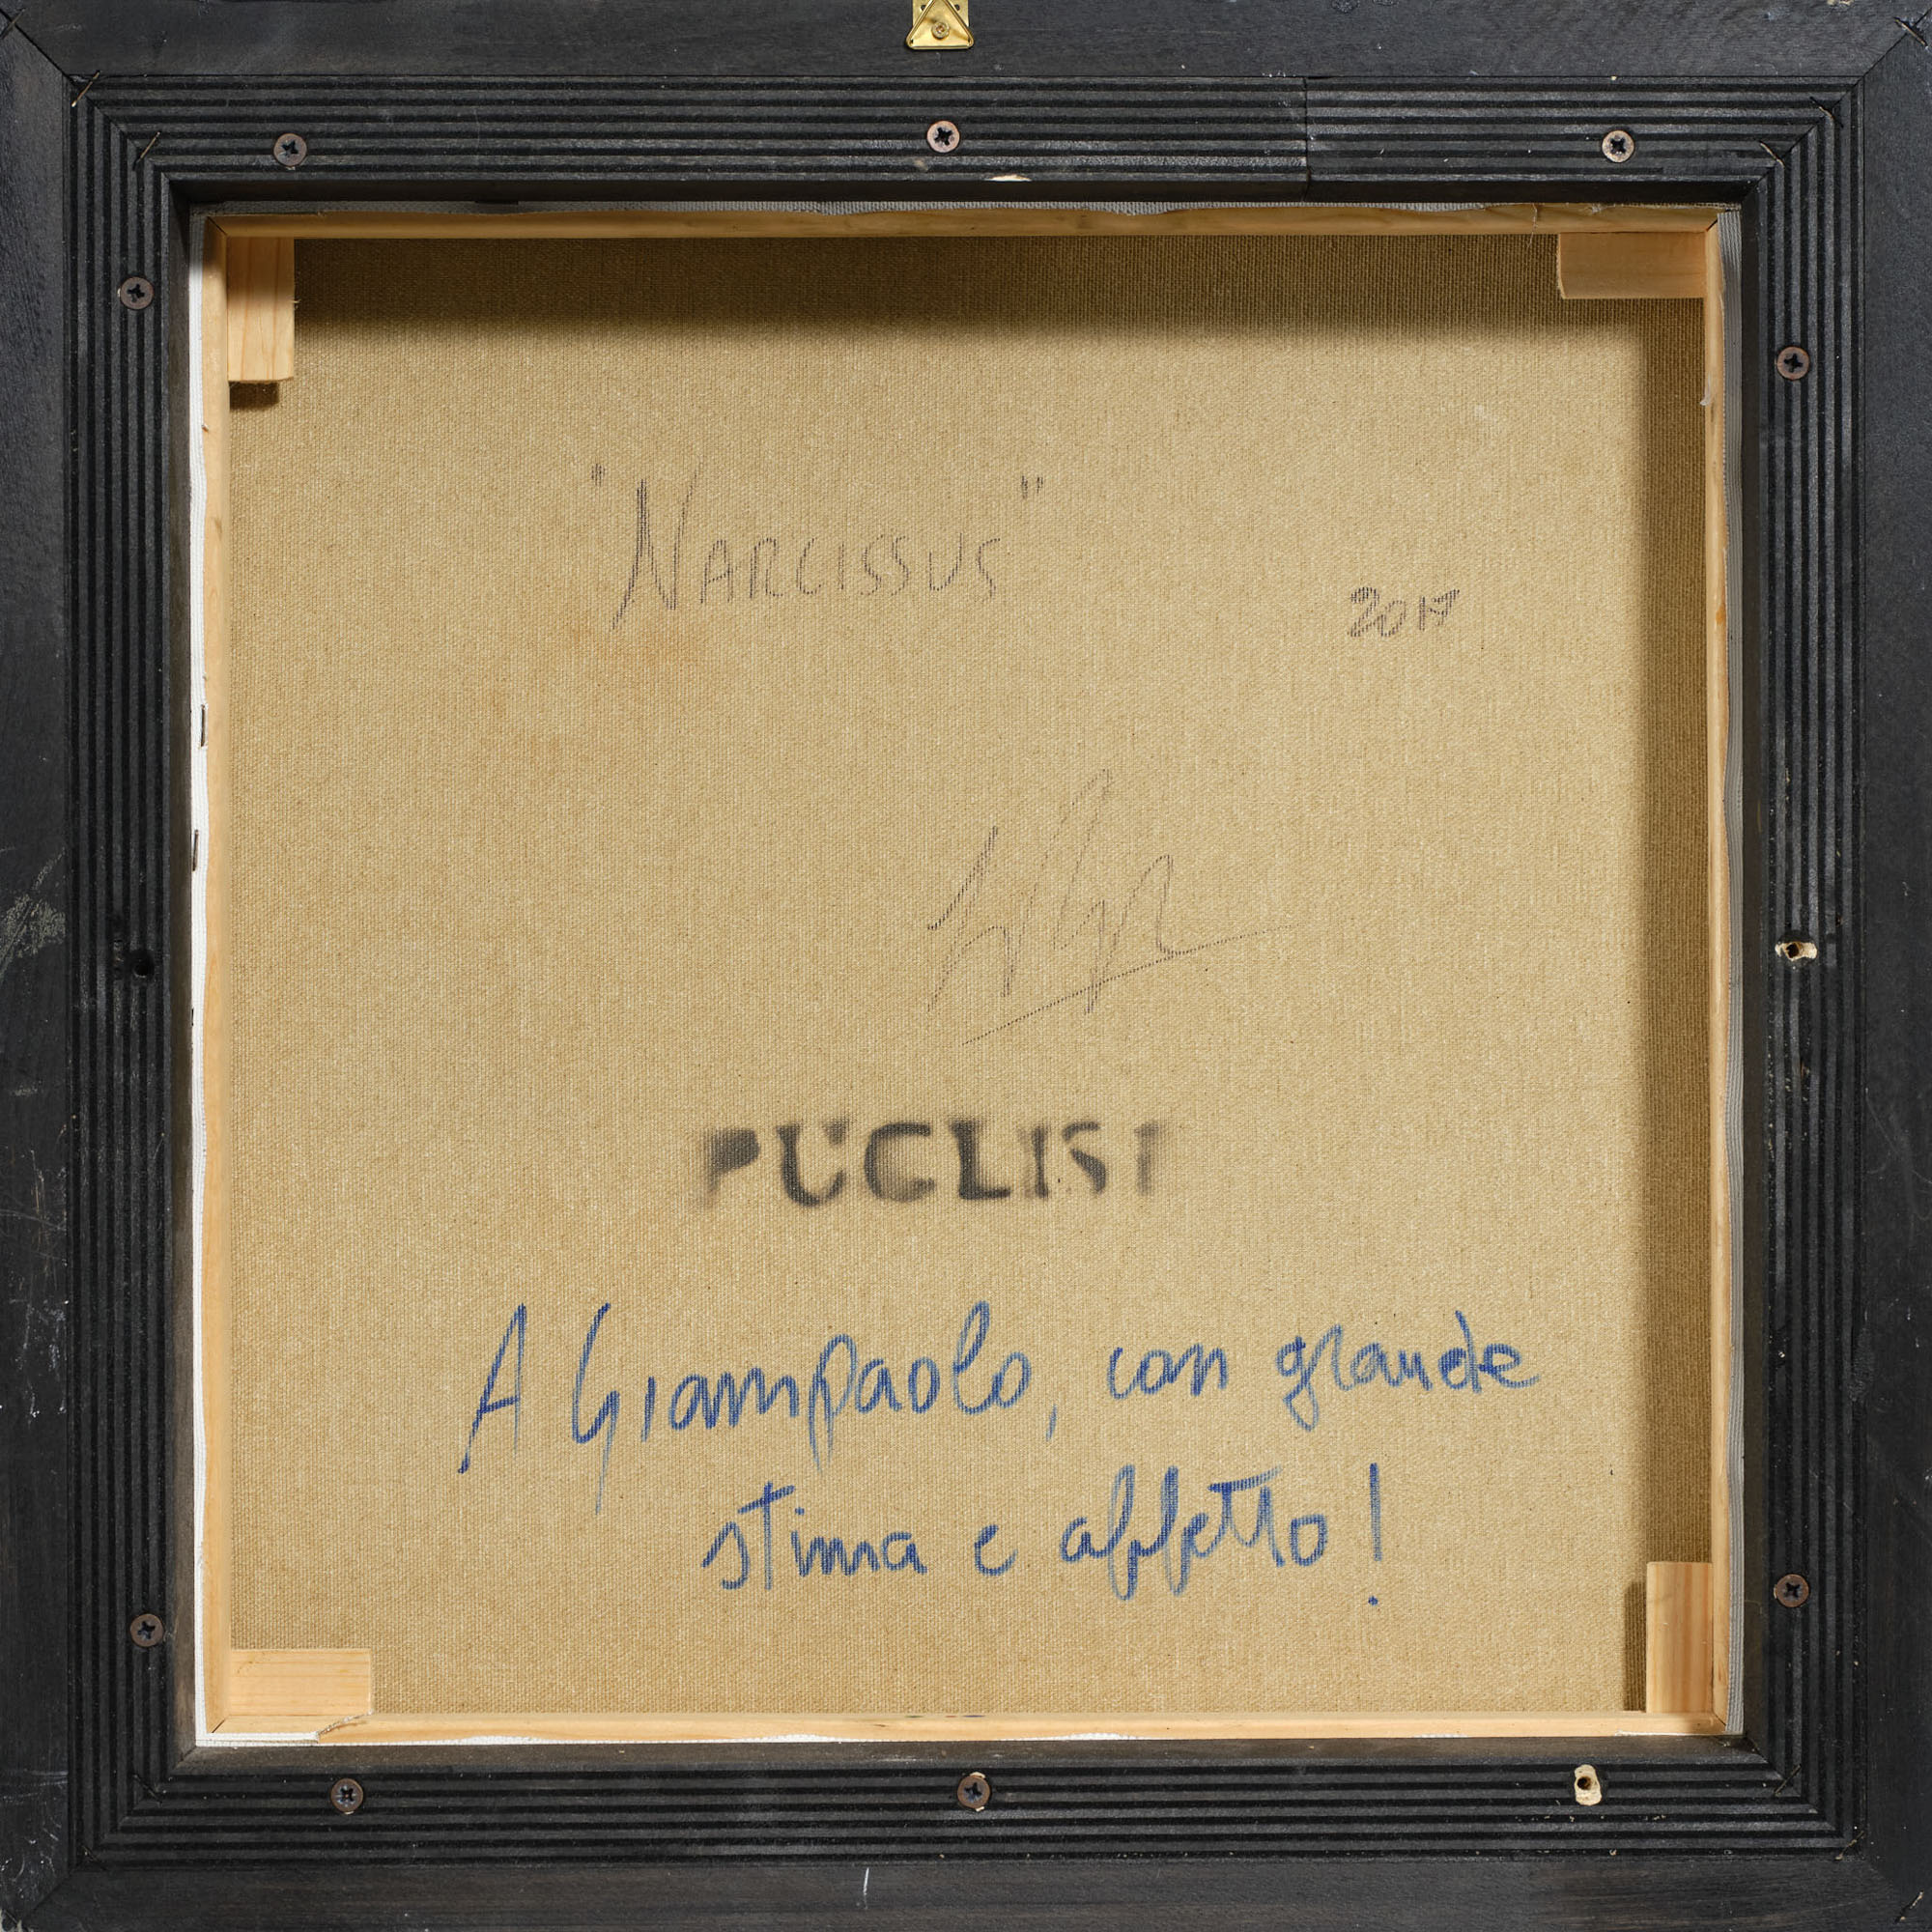 "NARCISSUS"
2017
PUGLISI
A Giampaolo, con grande
stima e affetto!